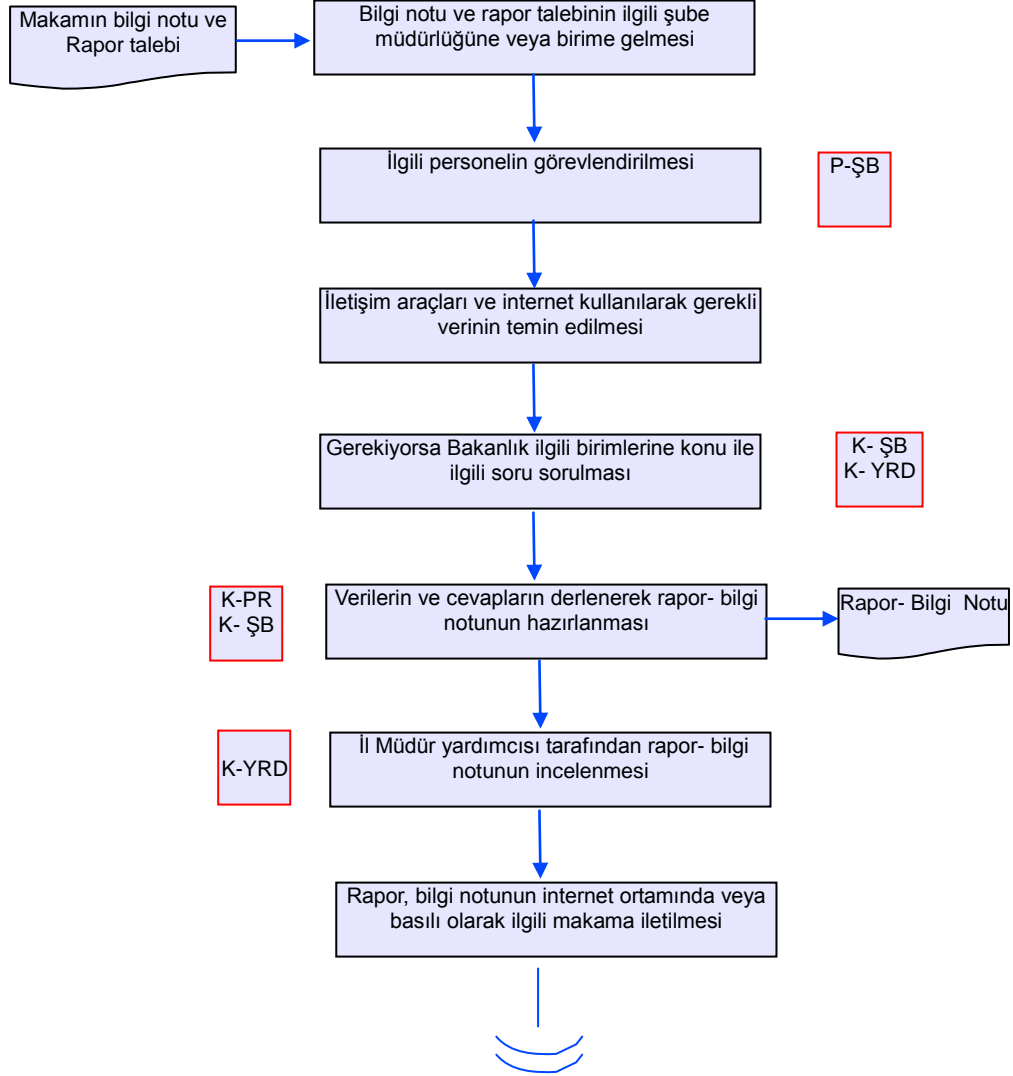 Makamın bilgi notu ve
Rapor talebi
Bilgi notu ve rapor talebinin ilgili şube
müdürlüğüne veya birime gelmesi
İlgili personelin görevlendirilmesi
P-ŞB
İletişim araçları ve internet kullanılarak gerekli
verinin temin edilmesi
Gerekiyorsa Bakanlık ilgili birimlerine konu ile
ilgili soru sorulması
K- ŞB
K- YRD
K-PR
K- ŞB
Verilerin ve cevapların derlenerek rapor- bilgi
notunun hazırlanması
Rapor- Bilgi Notu
K-YRD
İl Müdür yardımcısı tarafından rapor- bilgi
notunun incelenmesi
Rapor, bilgi notunun internet ortamında veya
basılı olarak ilgili makama iletilmesi